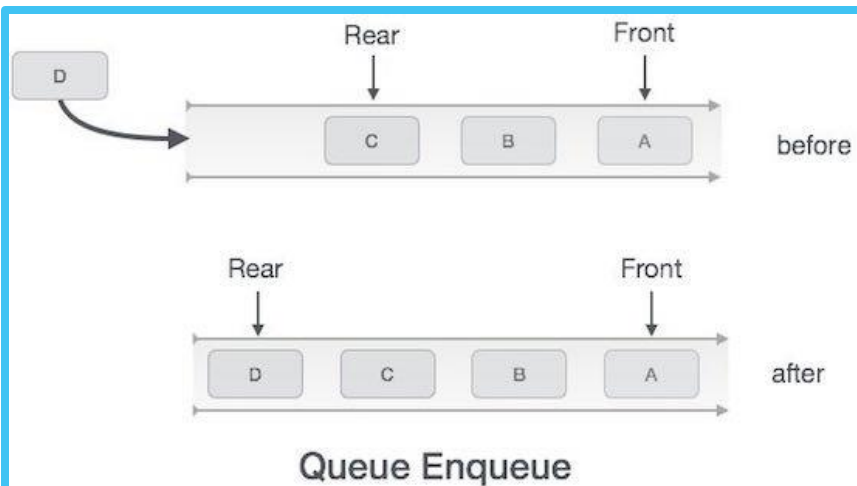 Rear Front
D
C B A before
Rear Front
D C B A after
Queue Enqueue